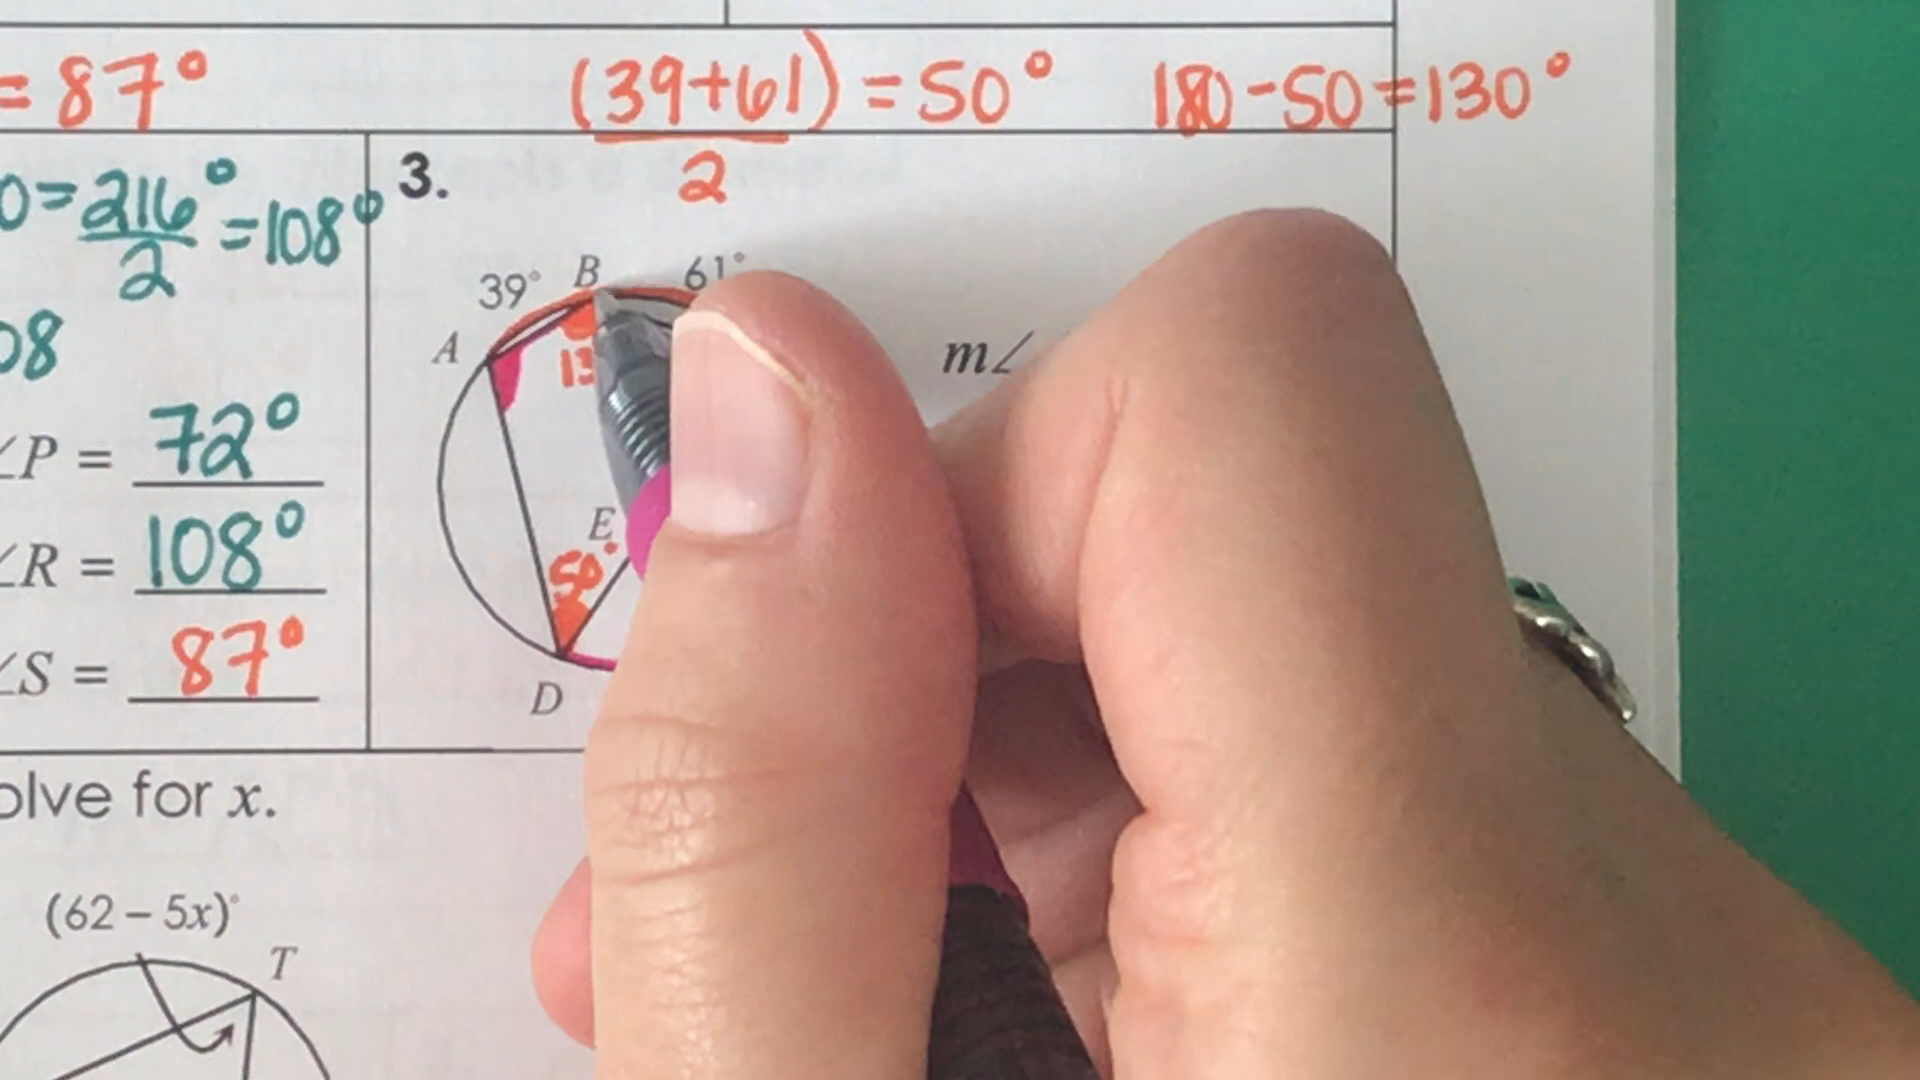 = 87°
(39+61) = 50°
2
180-50=130°
0= 216° =108°
2
08
∠P = 72°
∠R = 108°
∠S = 87°
3.
39°
B
61°
A
13
m∠
E
50°
D
olve for x.
(62 – 5x)°
T